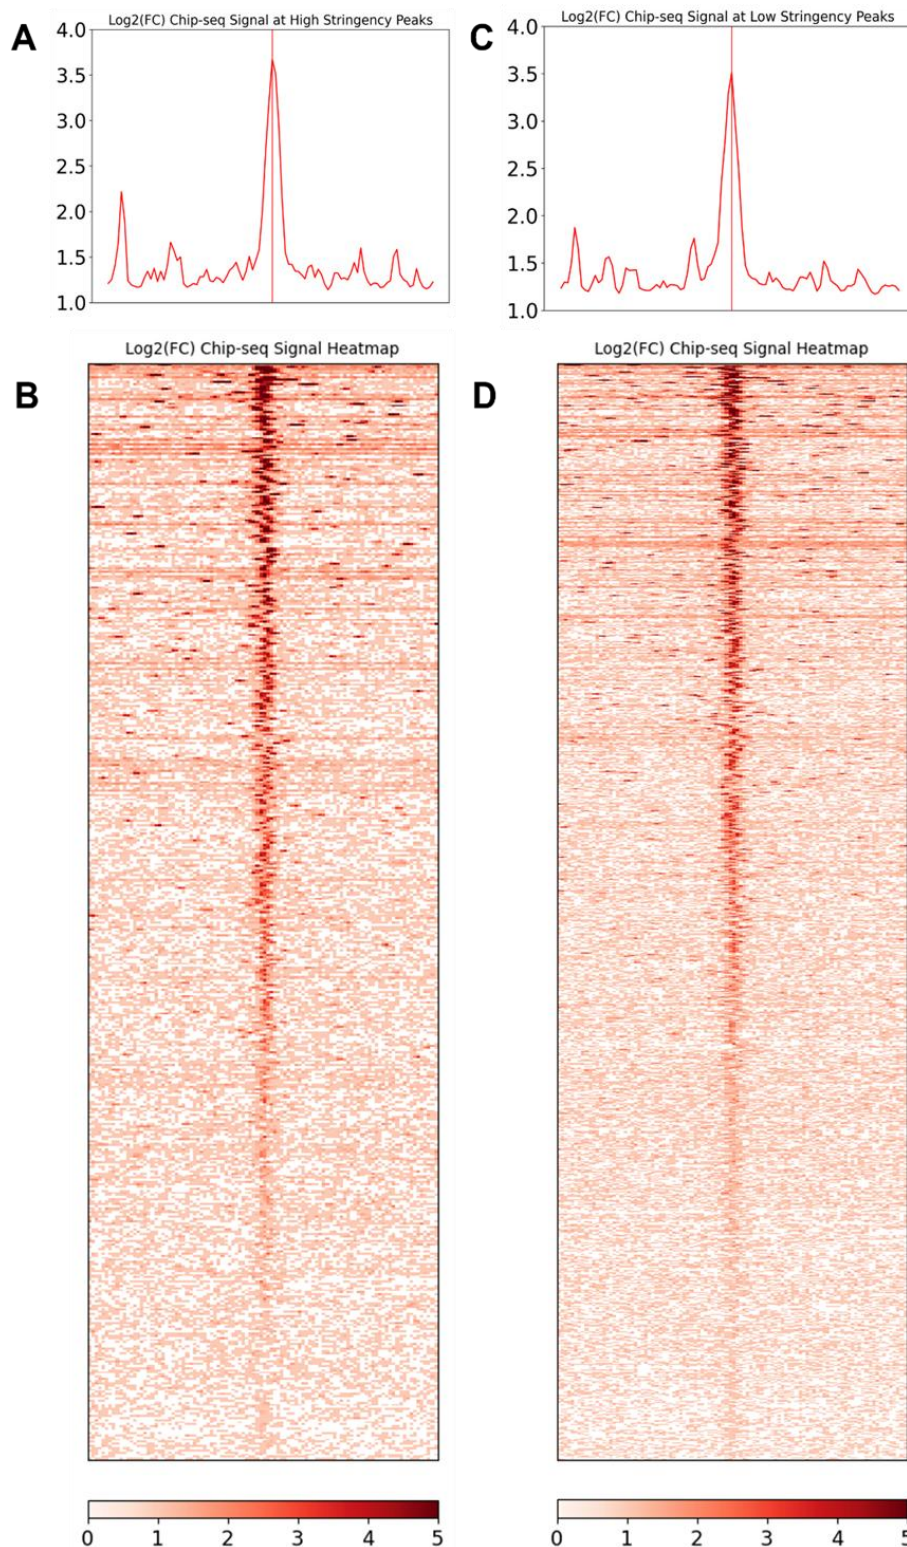 A
Log2(FC) Chip-seq Signal at High Stringency Peaks
4.0
3.5
3.0
2.5
2.0
1.5
1.0
C
Log2(FC) Chip-seq Signal at Low Stringency Peaks
4.0
3.5
3.0
2.5
2.0
1.5
1.0
B
Log2(FC) Chip-seq Signal Heatmap
0 1 2 3 4 5
D
Log2(FC) Chip-seq Signal Heatmap
0 1 2 3 4 5